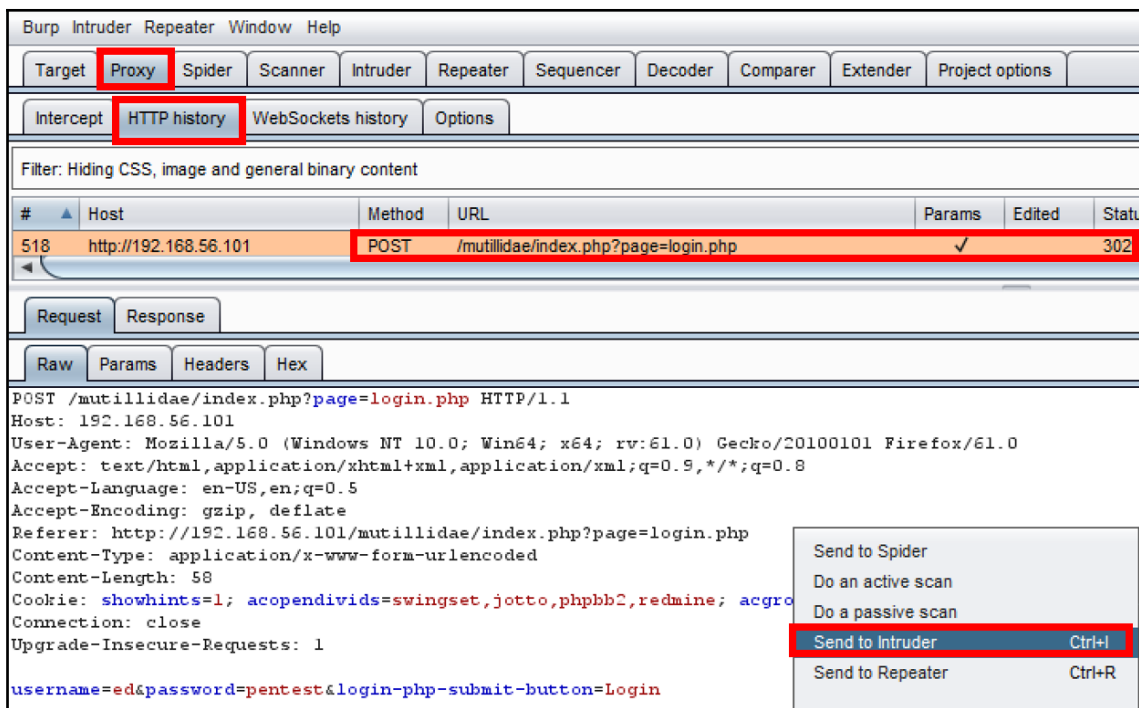 Burp Intruder Repeater Window Help
Target Proxy Spider Scanner Intruder Repeater Sequencer Decoder Comparer Extender Project options
Intercept HTTP history WebSockets history Options
Filter: Hiding CSS, image and general binary content
# Host Method URL Params Edited Statu
518 http://192.168.56.101 POST /mutillidae/index.php?page=login.php ✓ 302
Request Response
Raw Params Headers Hex
POST /mutillidae/index.php?page=login.php HTTP/1.1
Host: 192.168.56.101
User-Agent: Mozilla/5.0 (Windows NT 10.0; Win64; x64; rv:61.0) Gecko/20100101 Firefox/61.0
Accept: text/html,application/xhtml+xml,application/xml;q=0.9,*/*;q=0.8
Accept-Language: en-US,en;q=0.5
Accept-Encoding: gzip, deflate
Referer: http://192.168.56.101/mutillidae/index.php?page=login.php
Content-Type: application/x-www-form-urlencoded
Content-Length: 58
Cookie: showhints=1; acopendivids=swingset,jotto,phpbb2,redmine; acgro
Connection: close
Upgrade-Insecure-Requests: 1
username=ed&password=pentest&login-php-submit-button=Login
Send to Spider
Do an active scan
Do a passive scan
Send to Intruder Ctrl+I
Send to Repeater Ctrl+R